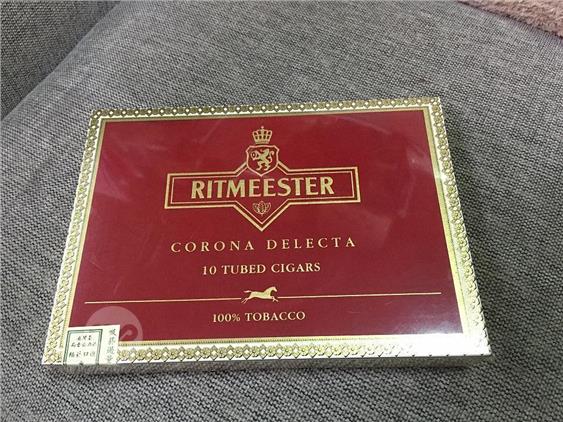 RITMEESTER
CORONA DELECTA
10 TUBED CIGARS
100% TOBACCO